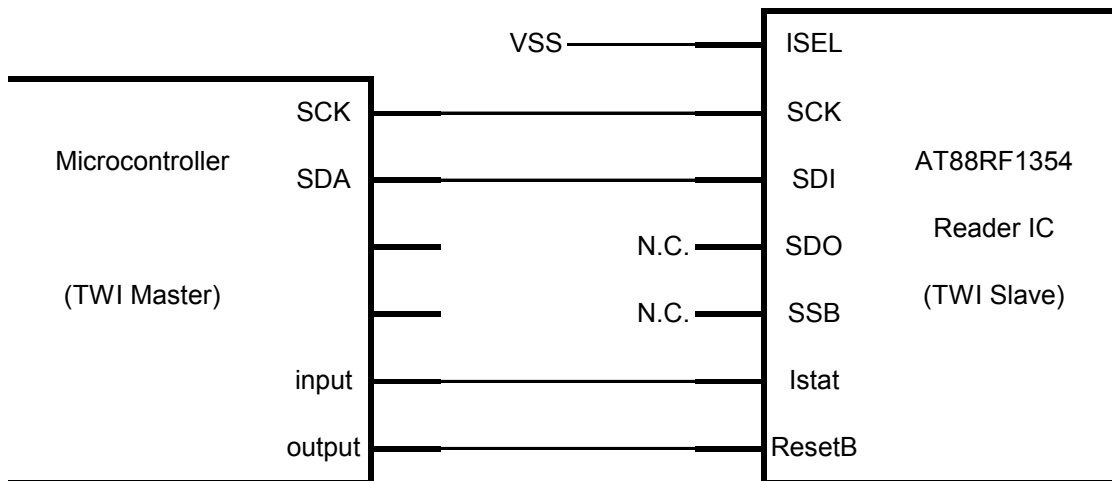 VSS ISEL
SCK SCK
Microcontroller AT88RF1354
SDA SDI
Reader IC
N.C. SDO
(TWI Master) (TWI Slave)
N.C. SSB
input Istat
output ResetB